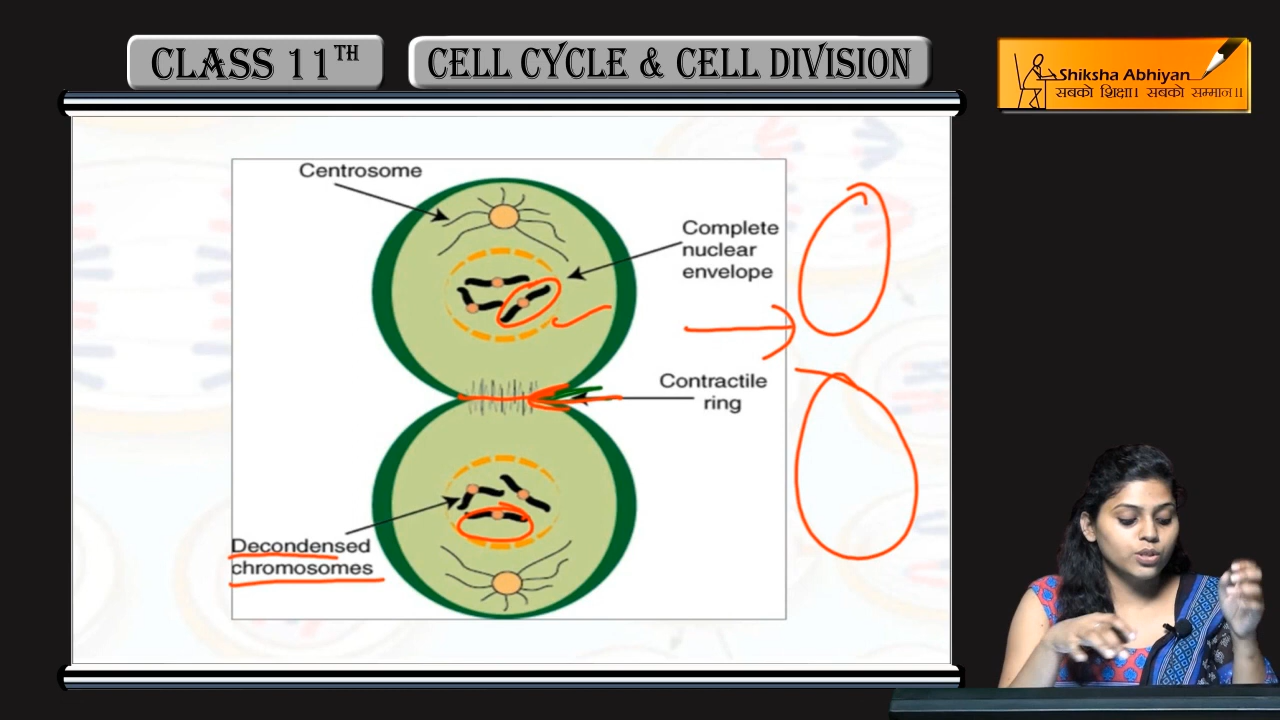 CLASS 11TH
CELL CYCLE & CELL DIVISION
Shiksha Abhiyan
सबको शिक्षा। सबको सम्मान।।
Centrosome
Complete
nuclear
envelope
Contractile
ring
Decondensed
chromosomes